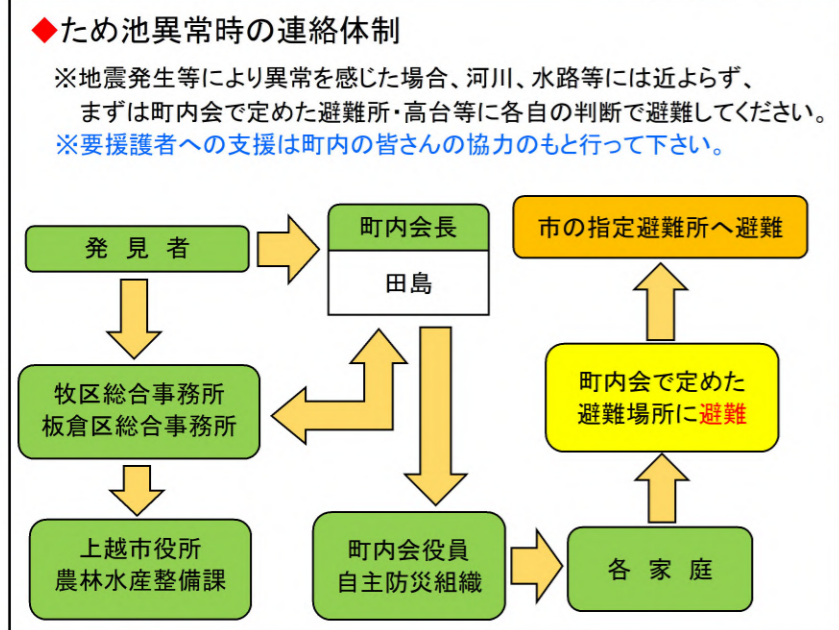 ◆ため池異常時の連絡体制
※地震発生等により異常を感じた場合、河川、水路等には近よらず、
まずは町内会で定めた避難所・高台等に各自の判断で避難してください。
※要援護者への支援は町内の皆さんの協力のもと行って下さい。
発 見 者
町内会長
田島
市の指定避難所へ避難
牧区総合事務所
板倉区総合事務所
町内会で定めた
避難場所に避難
上越市役所
農林水産整備課
町内会役員
自主防災組織
各 家 庭